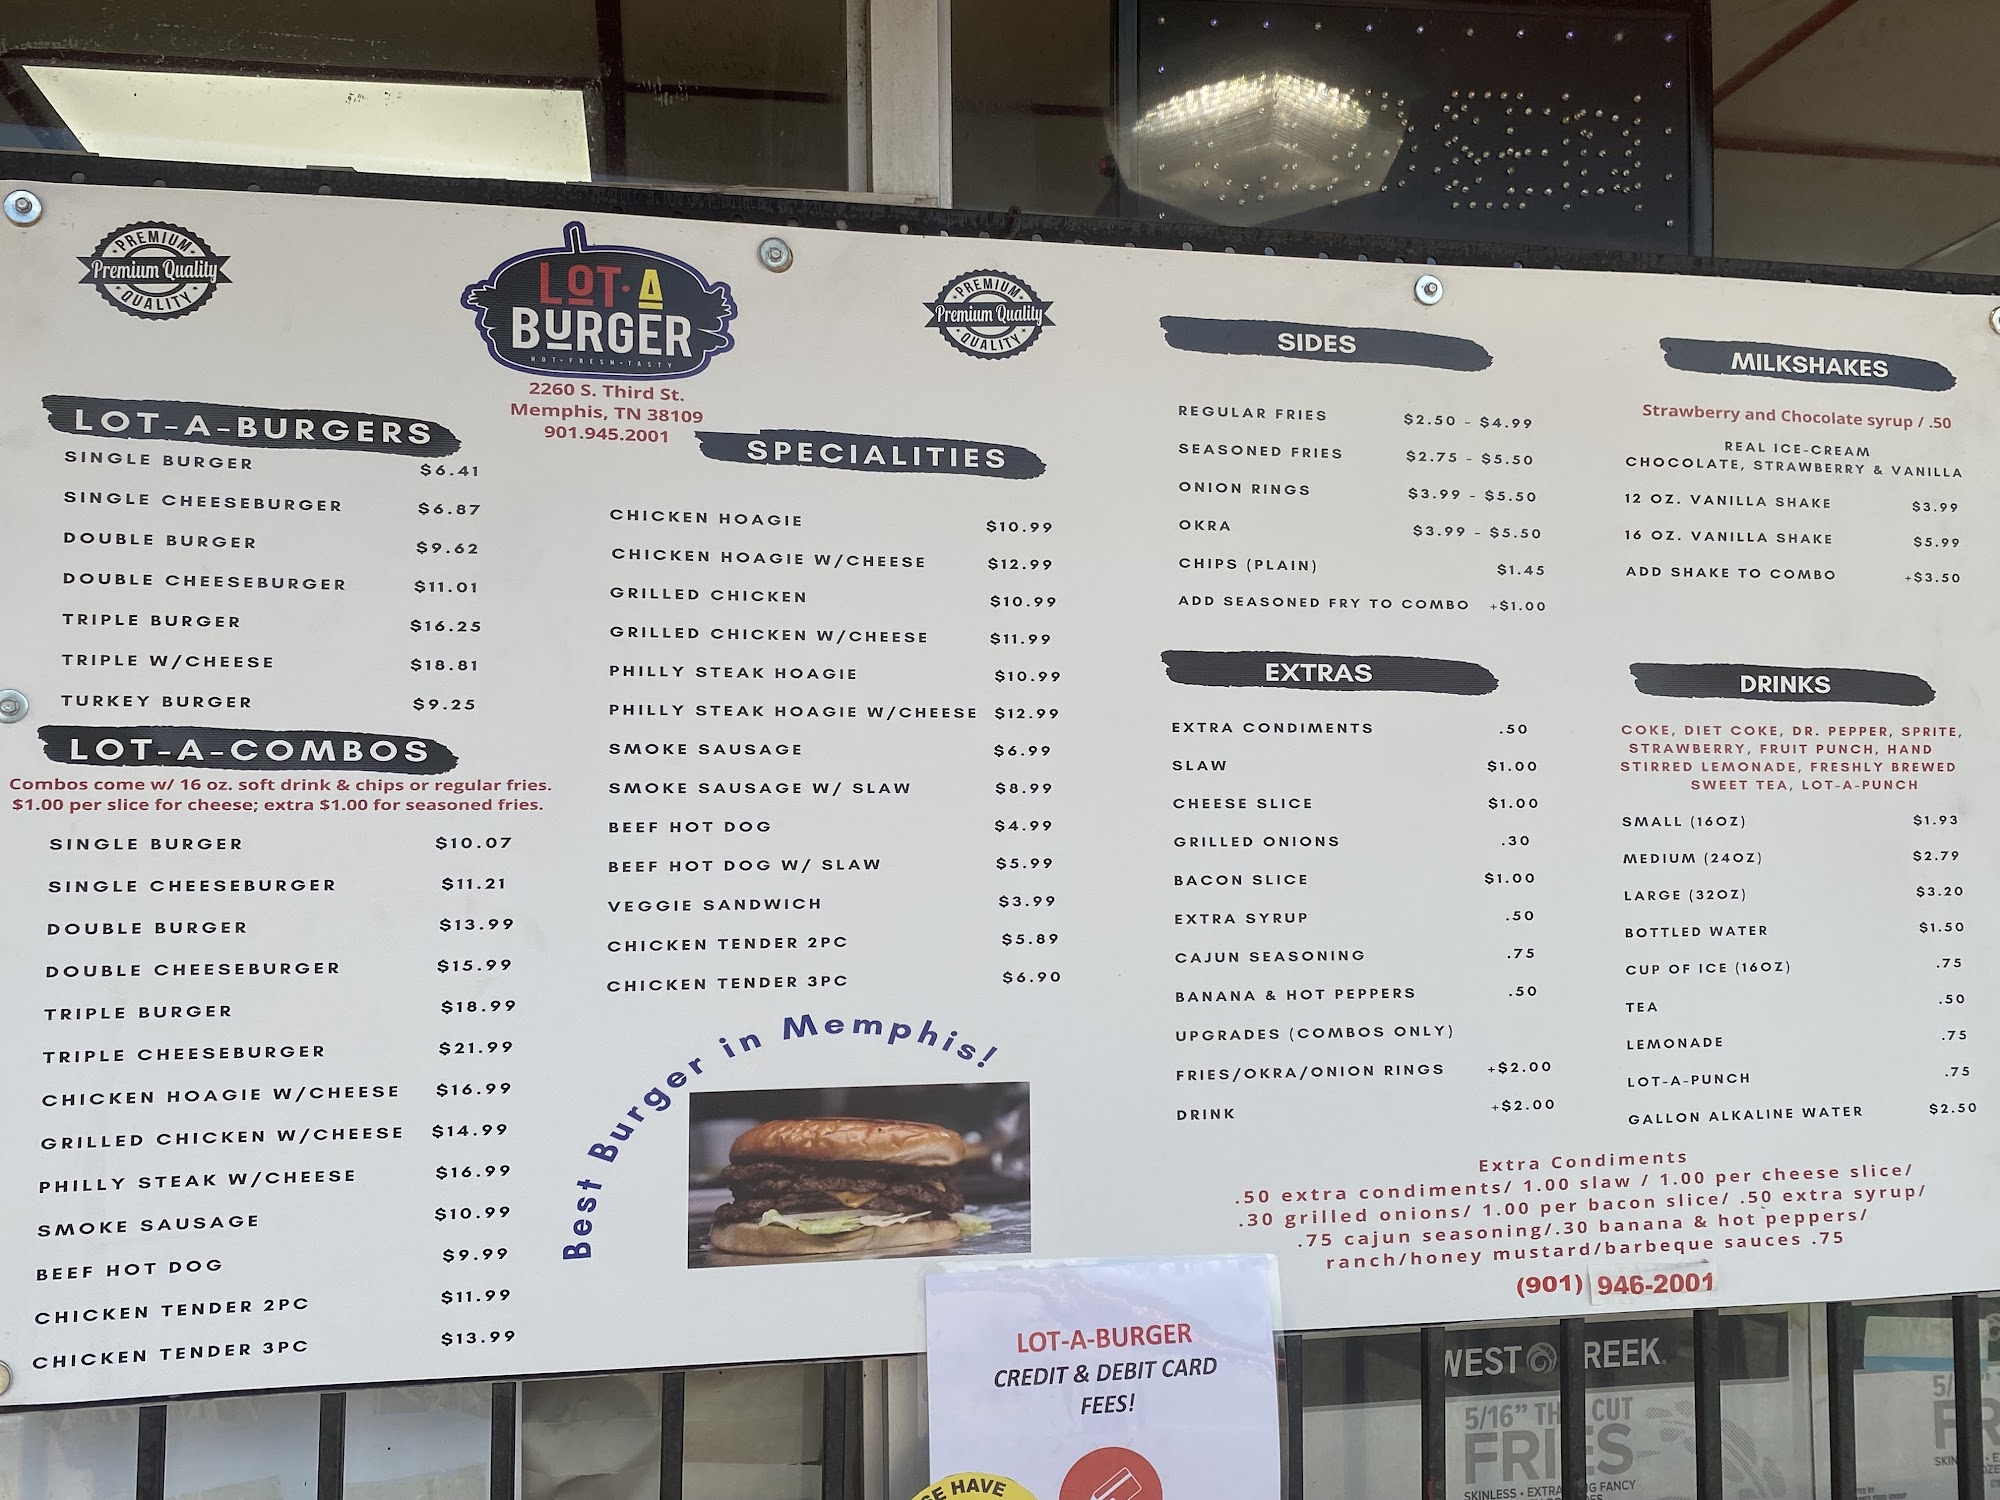 PREMIUM
Premium Quality
QUALITY
LOT-A
BURGER
HOT-FRESH-TASTY
2260 S. Third St.
Memphis, TN 38109
901.945.2001
PREMIUM
Premium Quality
QUALITY
LOT-A-BURGERS
SINGLE BURGER $6.41
SINGLE CHEESEBURGER $6.87
DOUBLE BURGER $9.62
DOUBLE CHEESEBURGER $11.01
TRIPLE BURGER $16.25
TRIPLE W/CHEESE $18.81
TURKEY BURGER $9.25
LOT-A-COMBOS
Combos come w/ 16 oz. soft drink & chips or regular fries.
$1.00 per slice for cheese; extra $1.00 for seasoned fries.
SINGLE BURGER $10.07
SINGLE CHEESEBURGER $11.21
DOUBLE BURGER $13.99
DOUBLE CHEESEBURGER $15.99
TRIPLE BURGER $18.99
TRIPLE CHEESEBURGER $21.99
CHICKEN HOAGIE W/CHEESE $16.99
GRILLED CHICKEN W/CHEESE $14.99
PHILLY STEAK W/CHEESE $16.99
SMOKE SAUSAGE $10.99
BEEF HOT DOG $9.99
CHICKEN TENDER 2PC $11.99
CHICKEN TENDER 3PC $13.99
SPECIALITIES
CHICKEN HOAGIE $10.99
CHICKEN HOAGIE W/CHEESE $12.99
GRILLED CHICKEN $10.99
GRILLED CHICKEN W/CHEESE $11.99
PHILLY STEAK HOAGIE $10.99
PHILLY STEAK HOAGIE W/CHEESE $12.99
SMOKE SAUSAGE $6.99
SMOKE SAUSAGE W/ SLAW $8.99
BEEF HOT DOG $4.99
BEEF HOT DOG W/ SLAW $5.99
VEGGIE SANDWICH $3.99
CHICKEN TENDER 2PC $5.89
CHICKEN TENDER 3PC $6.90
Best Burger in Memphis!
SIDES
REGULAR FRIES $2.50 - $4.99
SEASONED FRIES $2.75 - $5.50
ONION RINGS $3.99 - $5.50
OKRA $3.99 - $5.50
CHIPS (PLAIN) $1.45
ADD SEASONED FRY TO COMBO +$1.00
EXTRAS
EXTRA CONDIMENTS .50
SLAW $1.00
CHEESE SLICE $1.00
GRILLED ONIONS .30
BACON SLICE $1.00
EXTRA SYRUP .50
CAJUN SEASONING .75
BANANA & HOT PEPPERS .50
UPGRADES (COMBOS ONLY)
FRIES/OKRA/ONION RINGS +$2.00
DRINK +$2.00
MILKSHAKES
Strawberry and Chocolate syrup / .50
REAL ICE-CREAM
CHOCOLATE, STRAWBERRY & VANILLA
12 OZ. VANILLA SHAKE $3.99
16 OZ. VANILLA SHAKE $5.99
ADD SHAKE TO COMBO +$3.50
DRINKS
COKE, DIET COKE, DR. PEPPER, SPRITE,
STRAWBERRY, FRUIT PUNCH, HAND
STIRRED LEMONADE, FRESHLY BREWED
SWEET TEA, LOT-A-PUNCH
SMALL (16OZ) $1.93
MEDIUM (24OZ) $2.79
LARGE (32OZ) $3.20
BOTTLED WATER $1.50
CUP OF ICE (16OZ) .75
TEA .50
LEMONADE .75
LOT-A-PUNCH .75
GALLON ALKALINE WATER $2.50
Extra Condiments
.50 extra condiments/ 1.00 slaw / 1.00 per cheese slice/
.30 grilled onions/ 1.00 per bacon slice/ .50 extra syrup/
.75 cajun seasoning/.30 banana & hot peppers/
ranch/honey mustard/barbeque sauces .75
(901) 946-2001
LOT-A-BURGER
CREDIT & DEBIT CARD
FEES!
HAVE
WEST REEK
5/16" TH CUT
FRIES
SKINLESS • EXTRA FANCY